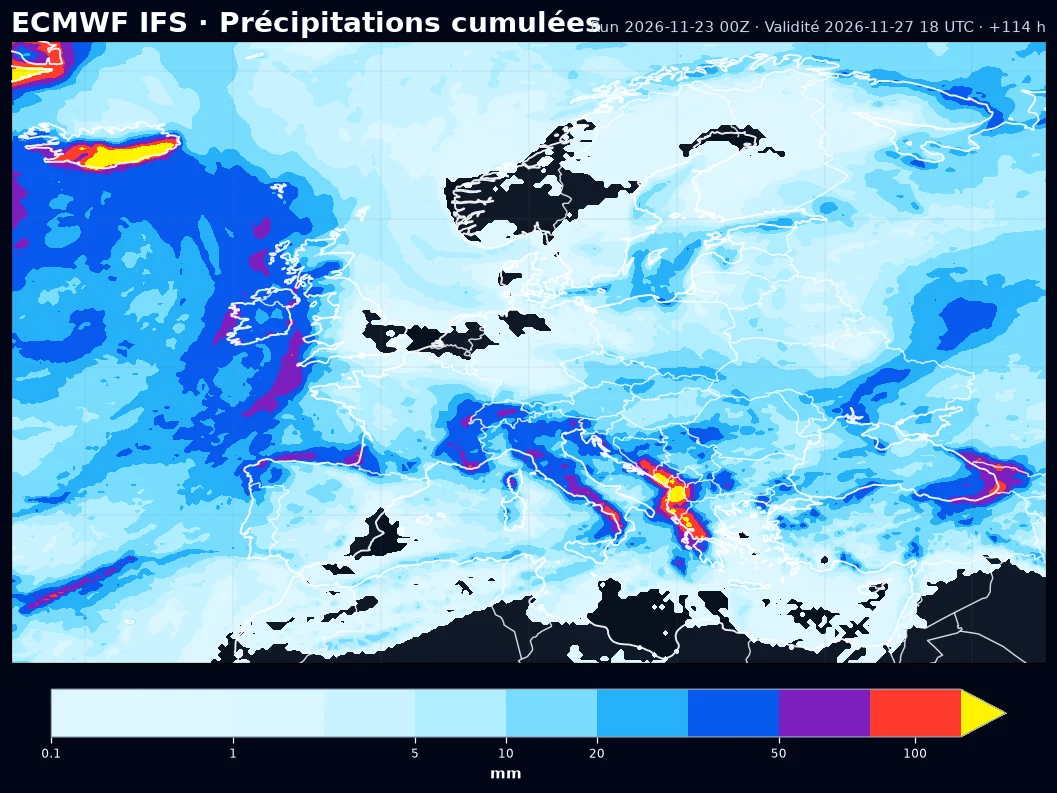 ECMWF IFS · Précipitations cumulées
Run 2026-11-23 00Z · Validité 2026-11-27 18 UTC · +114 h
0.1 1 5 10 20 50 100
mm